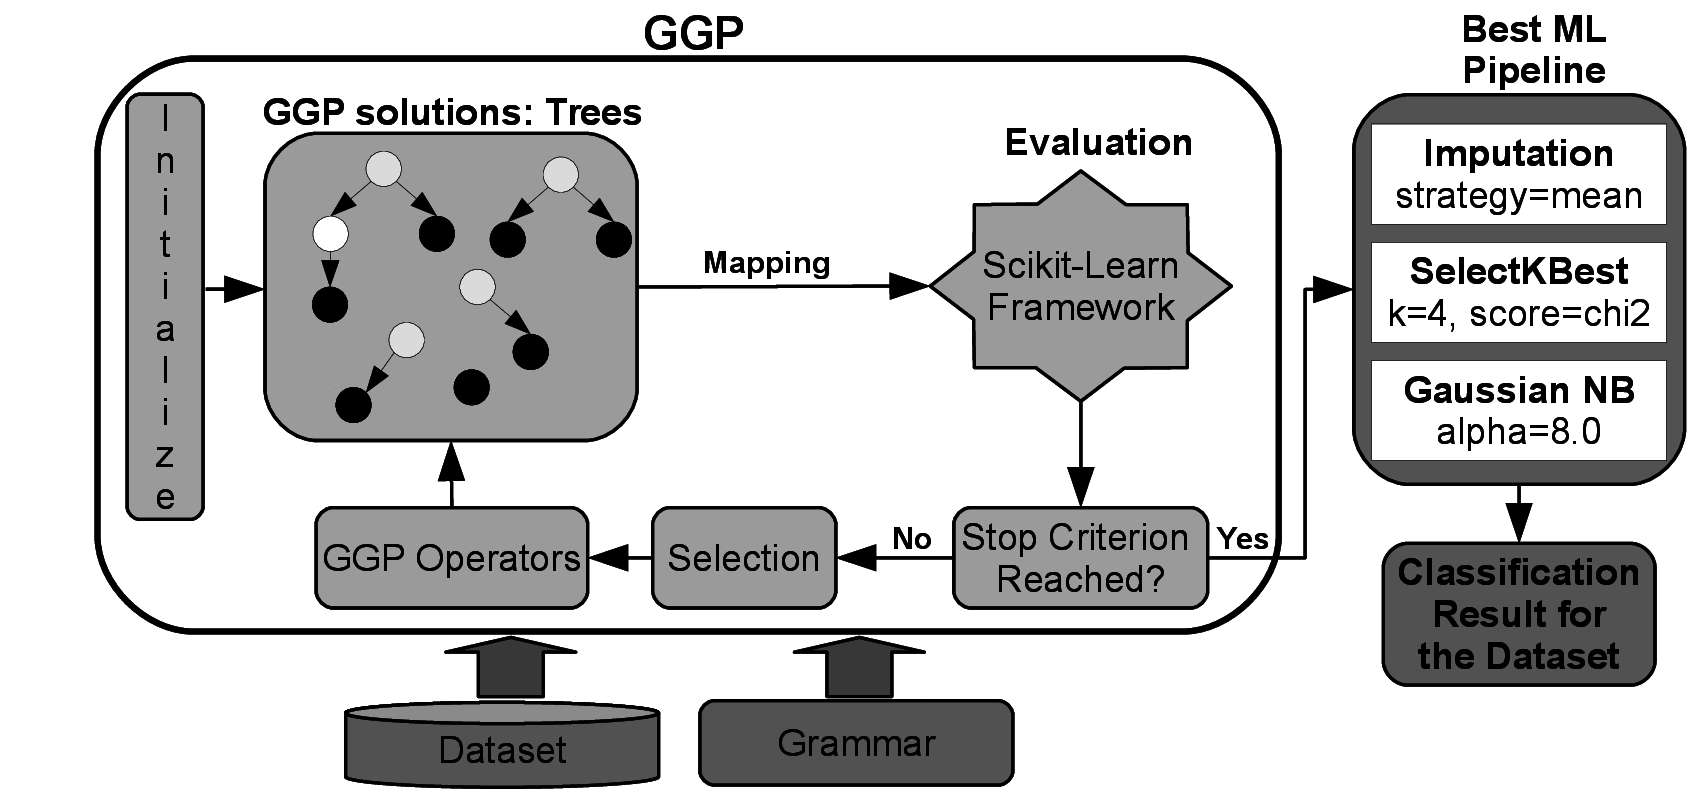 GGP
Best ML
Pipeline
Initialize
GGP solutions: Trees
Evaluation
Mapping
Scikit-Learn
Framework
Imputation
strategy=mean
SelectKBest
k=4, score=chi2
Gaussian NB
alpha=8.0
GGP Operators
Selection
No
Stop Criterion
Reached?
Yes
Classification
Result for
the Dataset
Dataset
Grammar